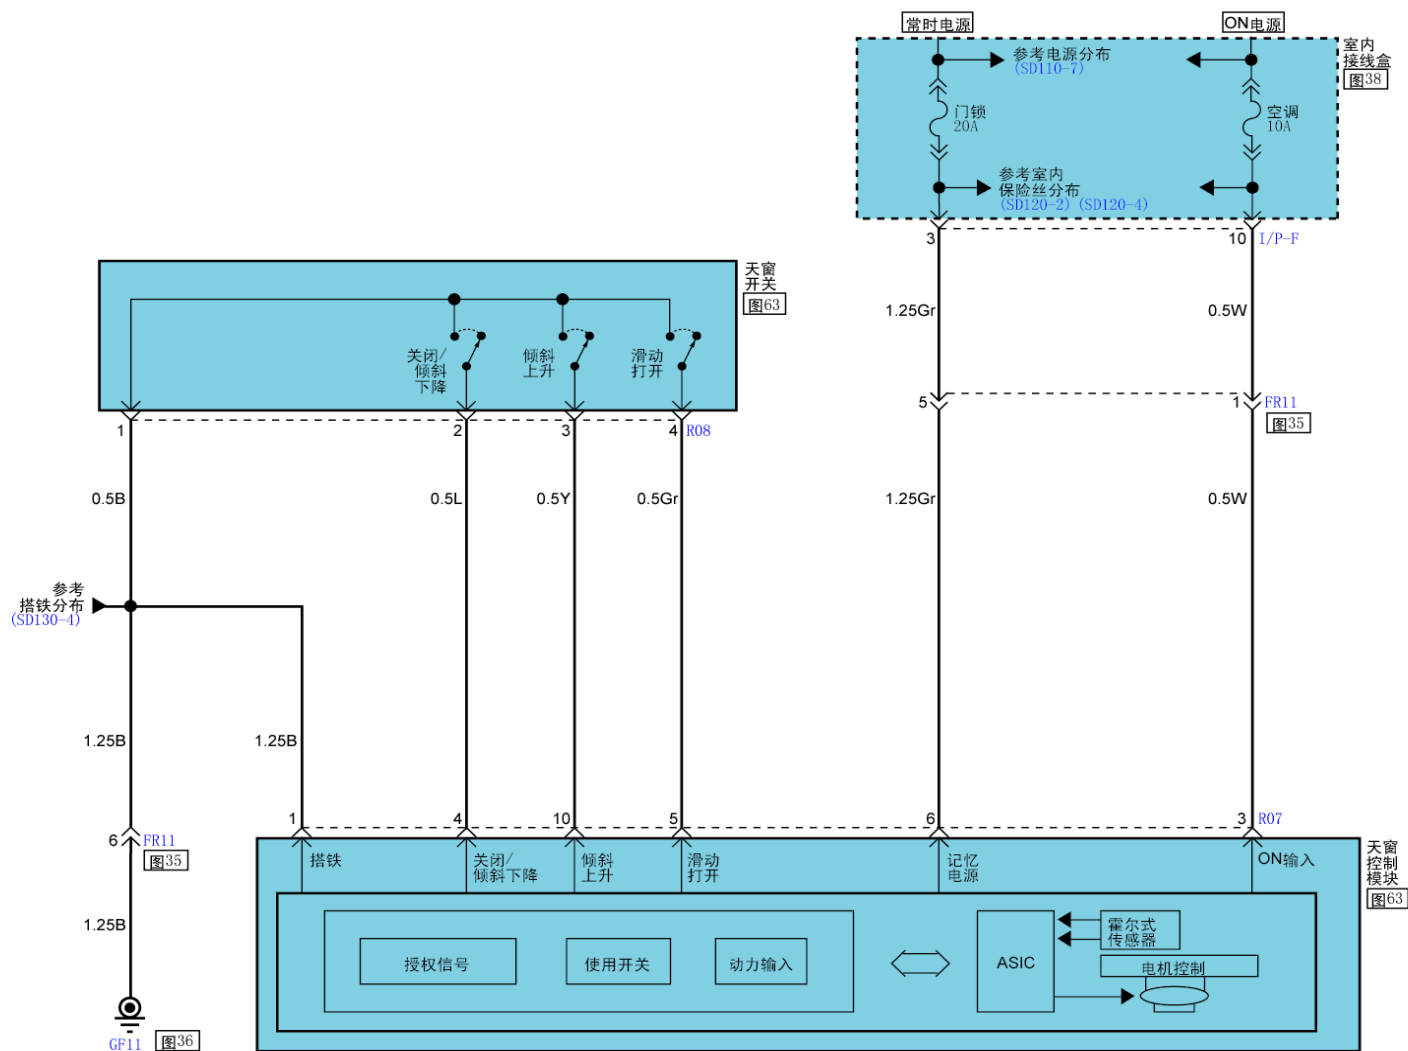 常时电源
ON电源
室内
接线盒
图38
参考电源分布
(SD110-7)
门锁
20A
空调
10A
参考室内
保险丝分布
(SD120-2) (SD120-4)
3
10
I/P-F
天窗
开关
图63
关闭/
倾斜
下降
倾斜
上升
滑动
打开
1.25Gr
0.5W
5
1
FR11
图35
1
2
3
4
R08
0.5B
0.5L
0.5Y
0.5Gr
1.25Gr
0.5W
参考
搭铁分布
(SD130-4)
1.25B
1.25B
1
4
10
5
6
3
R07
6
FR11
图35
搭铁
关闭/
倾斜下降
倾斜
上升
滑动
打开
记忆
电源
ON输入
天窗
控制
模块
图63
1.25B
授权信号
使用开关
动力输入
ASIC
霍尔式
传感器
电机控制
GF11
图36